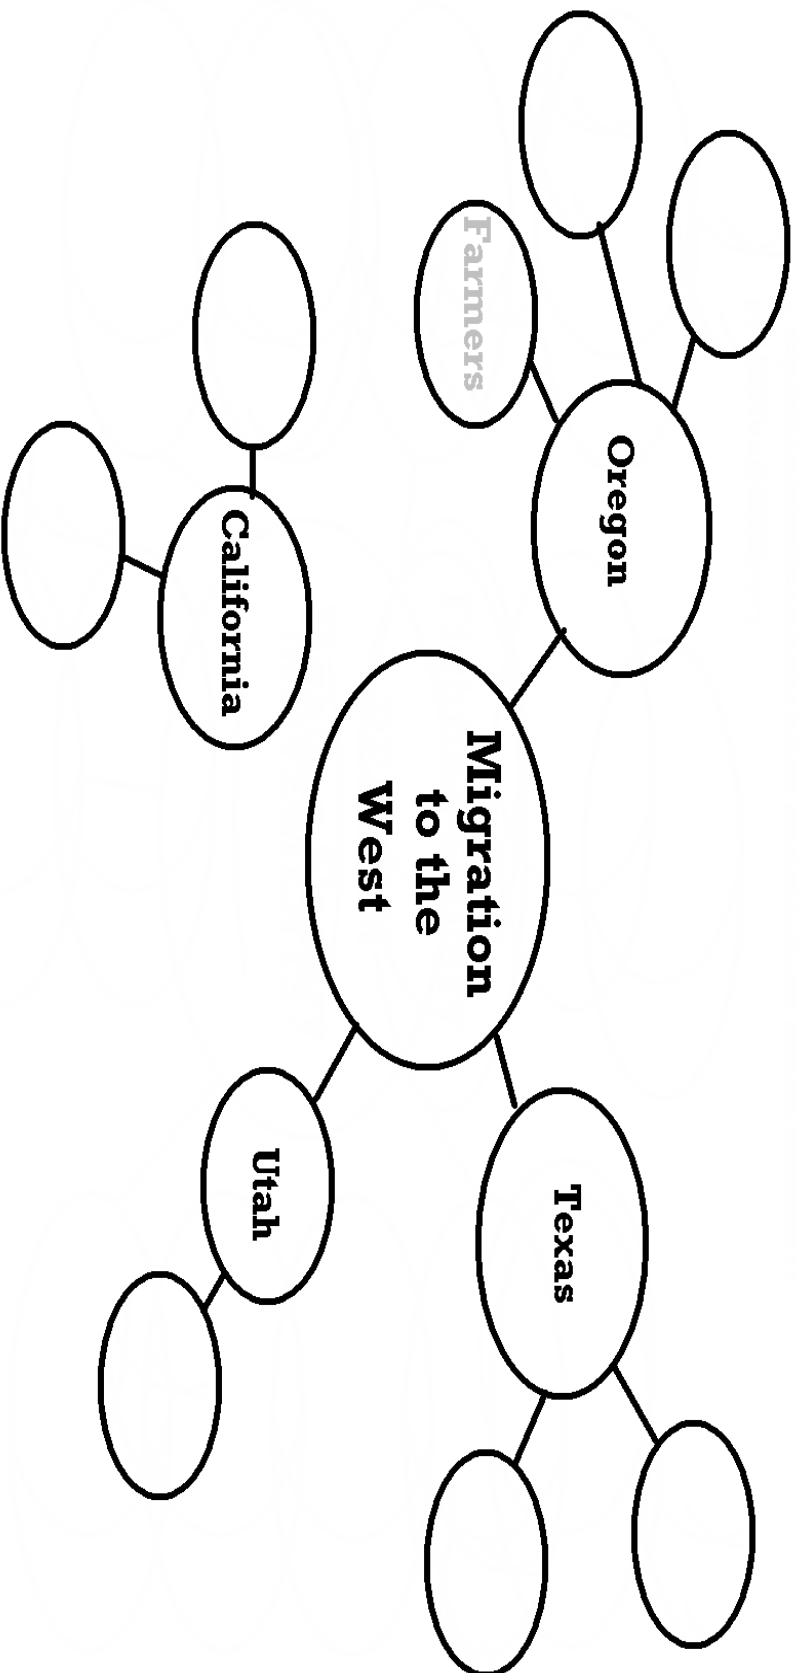 Oregon
Farmers
California
Migration
to the
West
Texas
Utah